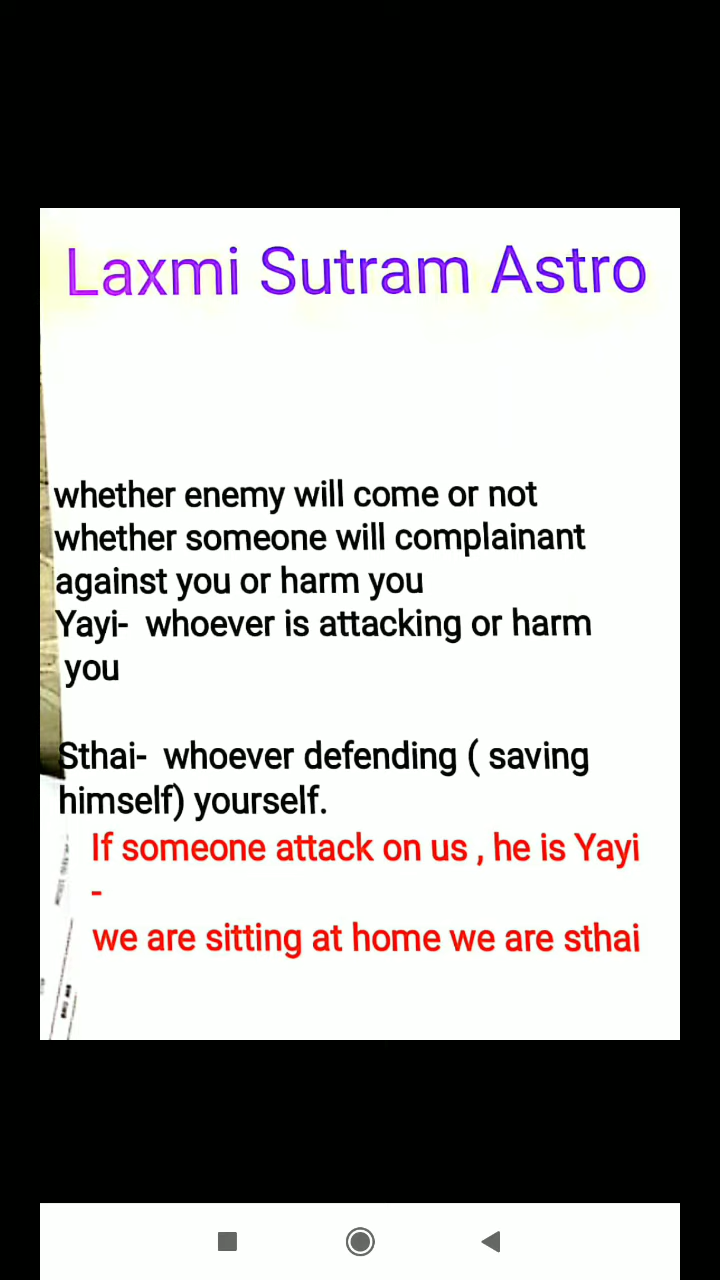 Laxmi Sutram Astro
whether enemy will come or not
whether someone will complainant
against you or harm you
Yayi-  whoever is attacking or harm
you
Sthai-  whoever defending ( saving
himself) yourself.
If someone attack on us , he is Yayi
-
we are sitting at home we are sthai